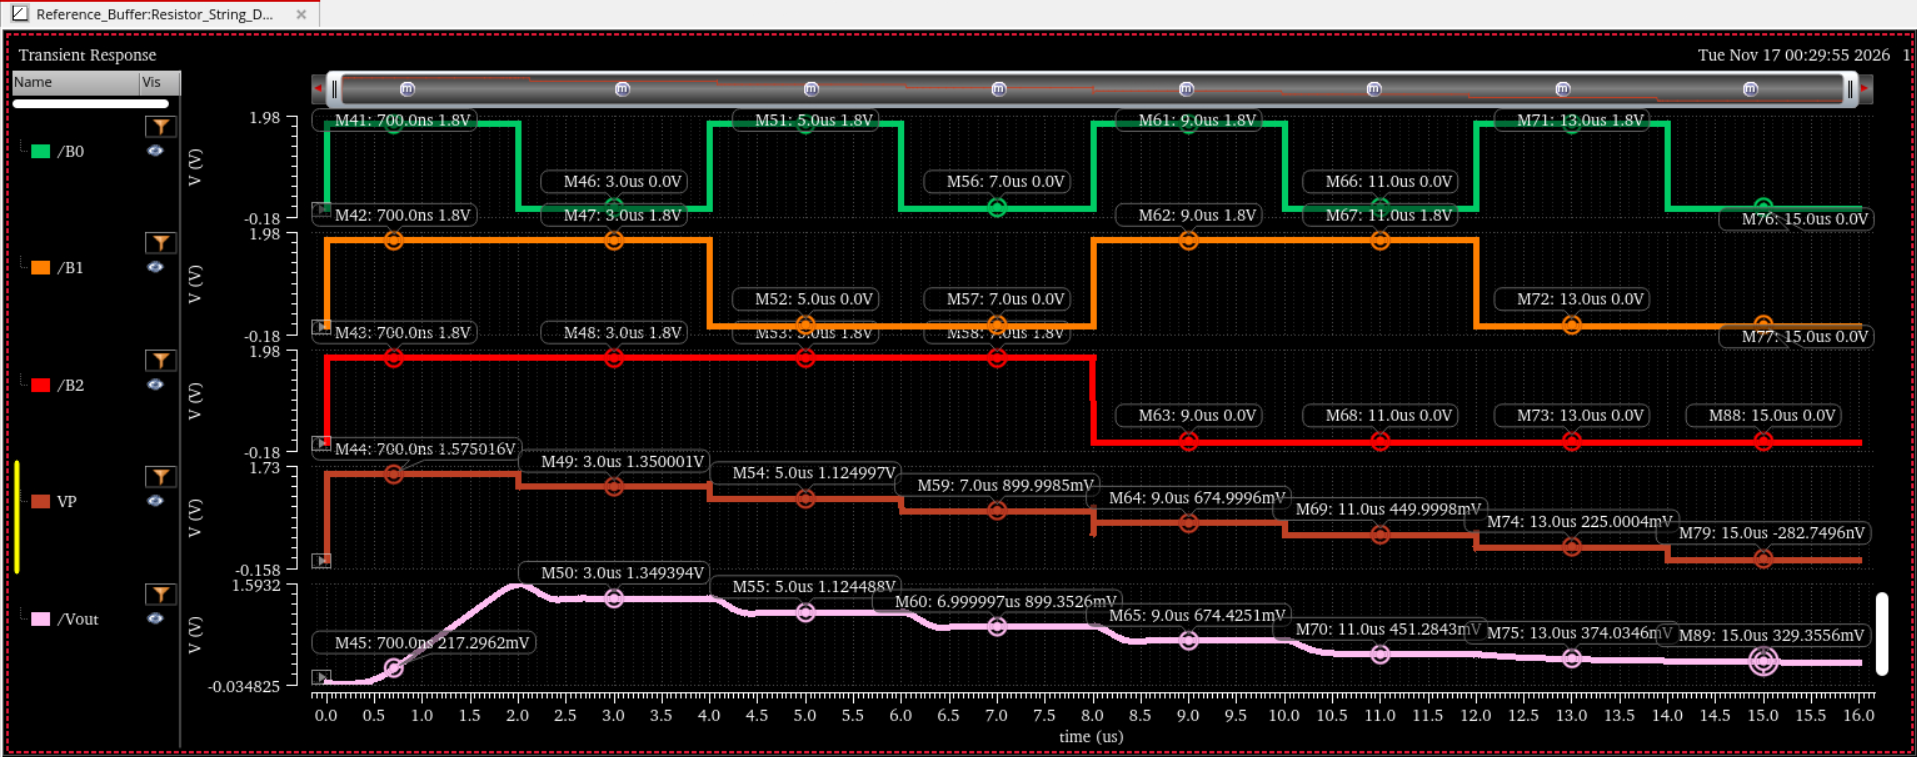 Reference_Buffer:Resistor_String_D...
Transient Response
Tue Nov 17 00:29:55 2026 1
Name Vis
m m m m m m m m
/B0
V (V)
1.98
-0.18
M41: 700.0ns 1.8V
M51: 5.0us 1.8V
M61: 9.0us 1.8V
M71: 13.0us 1.8V
M46: 3.0us 0.0V
M56: 7.0us 0.0V
M66: 11.0us 0.0V
M76: 15.0us 0.0V
/B1
V (V)
1.98
-0.18
M42: 700.0ns 1.8V
M47: 3.0us 1.8V
M62: 9.0us 1.8V
M67: 11.0us 1.8V
M52: 5.0us 0.0V
M57: 7.0us 0.0V
M72: 13.0us 0.0V
M77: 15.0us 0.0V
/B2
V (V)
1.98
-0.18
M43: 700.0ns 1.8V
M48: 3.0us 1.8V
M53: 5.0us 1.8V
M58: 7.0us 1.8V
M63: 9.0us 0.0V
M68: 11.0us 0.0V
M73: 13.0us 0.0V
M88: 15.0us 0.0V
VP
V (V)
1.73
-0.158
M44: 700.0ns 1.575016V
M49: 3.0us 1.350001V
M54: 5.0us 1.124997V
M59: 7.0us 899.9985mV
M64: 9.0us 674.9996mV
M69: 11.0us 449.9998mV
M74: 13.0us 225.0004mV
M79: 15.0us -282.7496nV
/Vout
V (V)
1.5932
-0.034825
M45: 700.0ns 217.2962mV
M50: 3.0us 1.349394V
M55: 5.0us 1.124488V
M60: 6.999997us 899.3526mV
M65: 9.0us 674.4251mV
M70: 11.0us 451.2843mV
M75: 13.0us 374.0346mV
M89: 15.0us 329.3556mV
0.0 0.5 1.0 1.5 2.0 2.5 3.0 3.5 4.0 4.5 5.0 5.5 6.0 6.5 7.0 7.5 8.0 8.5 9.0 9.5 10.0 10.5 11.0 11.5 12.0 12.5 13.0 13.5 14.0 14.5 15.0 15.5 16.0
time (us)